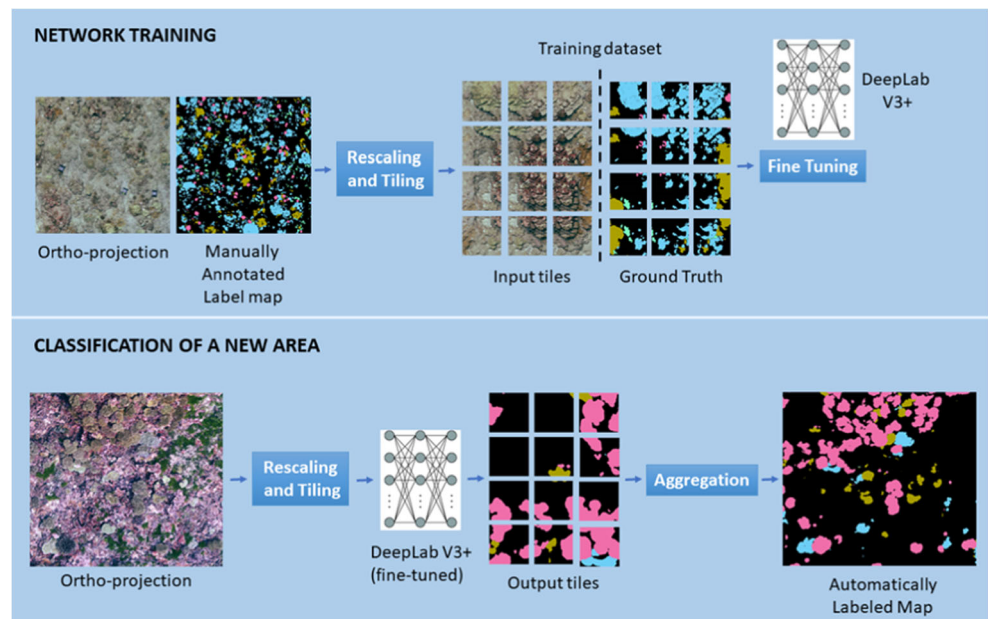 NETWORK TRAINING
Training dataset
DeepLab
V3+
Rescaling
and Tiling
Fine Tuning
Ortho-projection
Manually
Annotated
Label map
Input tiles
Ground Truth
CLASSIFICATION OF A NEW AREA
Rescaling
and Tiling
Aggregation
DeepLab V3+
(fine-tuned)
Ortho-projection
Output tiles
Automatically
Labeled Map